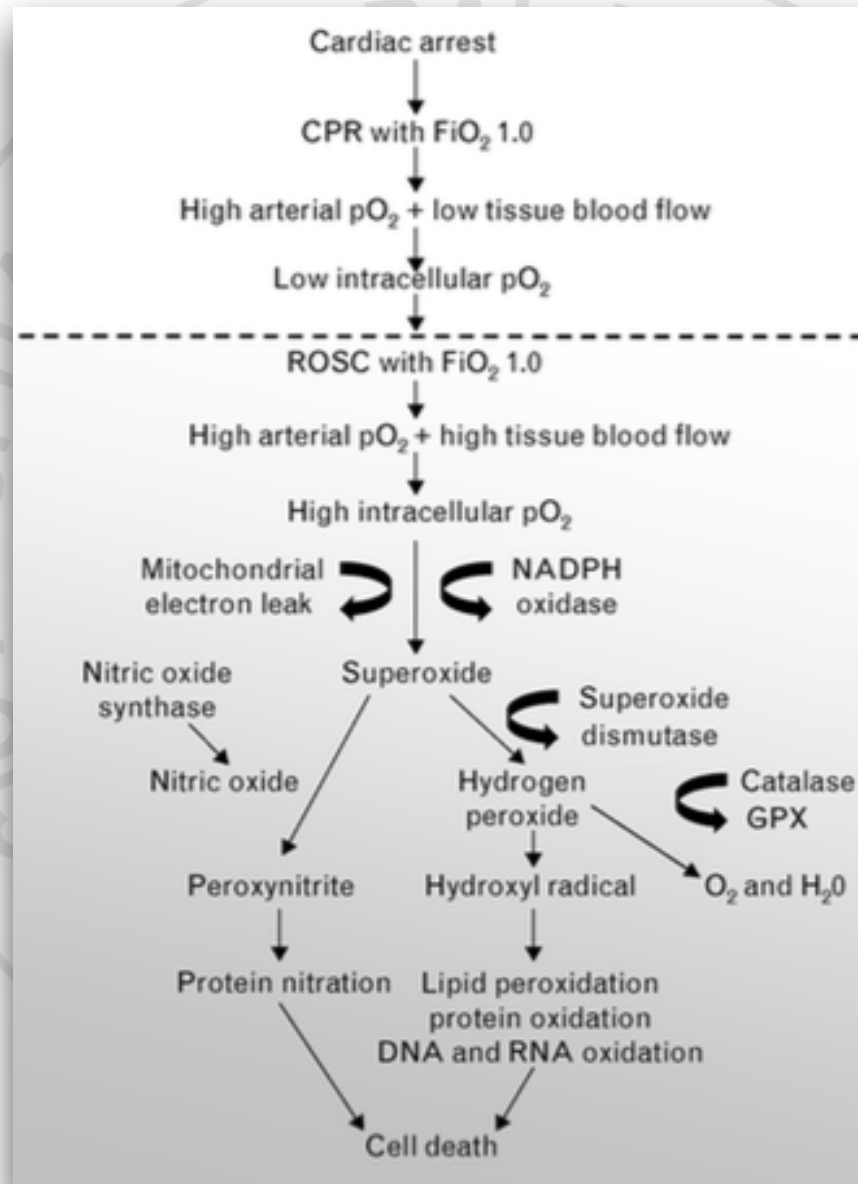 Cardiac arrest
CPR with FiO₂ 1.0
High arterial pO₂ + low tissue blood flow
Low intracellular pO₂
ROSC with FiO₂ 1.0
High arterial pO₂ + high tissue blood flow
High intracellular pO₂
Mitochondrial
electron leak
NADPH
oxidase
Nitric oxide
synthase
Superoxide
Superoxide
dismutase
Nitric oxide
Hydrogen
peroxide
Catalase
GPX
Peroxynitrite
Hydroxyl radical
O₂ and H₂0
Protein nitration
Lipid peroxidation
protein oxidation
DNA and RNA oxidation
Cell death